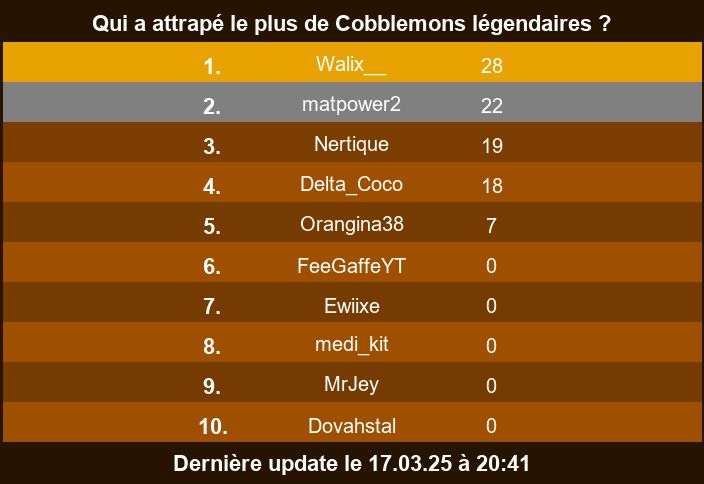 Qui a attrapé le plus de Cobblemons légendaires ?
1. Walix__ 28
2. matpower2 22
3. Nertique 19
4. Delta_Coco 18
5. Orangina38 7
6. FeeGaffeYT 0
7. Ewiixe 0
8. medi_kit 0
9. MrJey 0
10. Dovahstal 0
Dernière update le 17.03.25 à 20:41